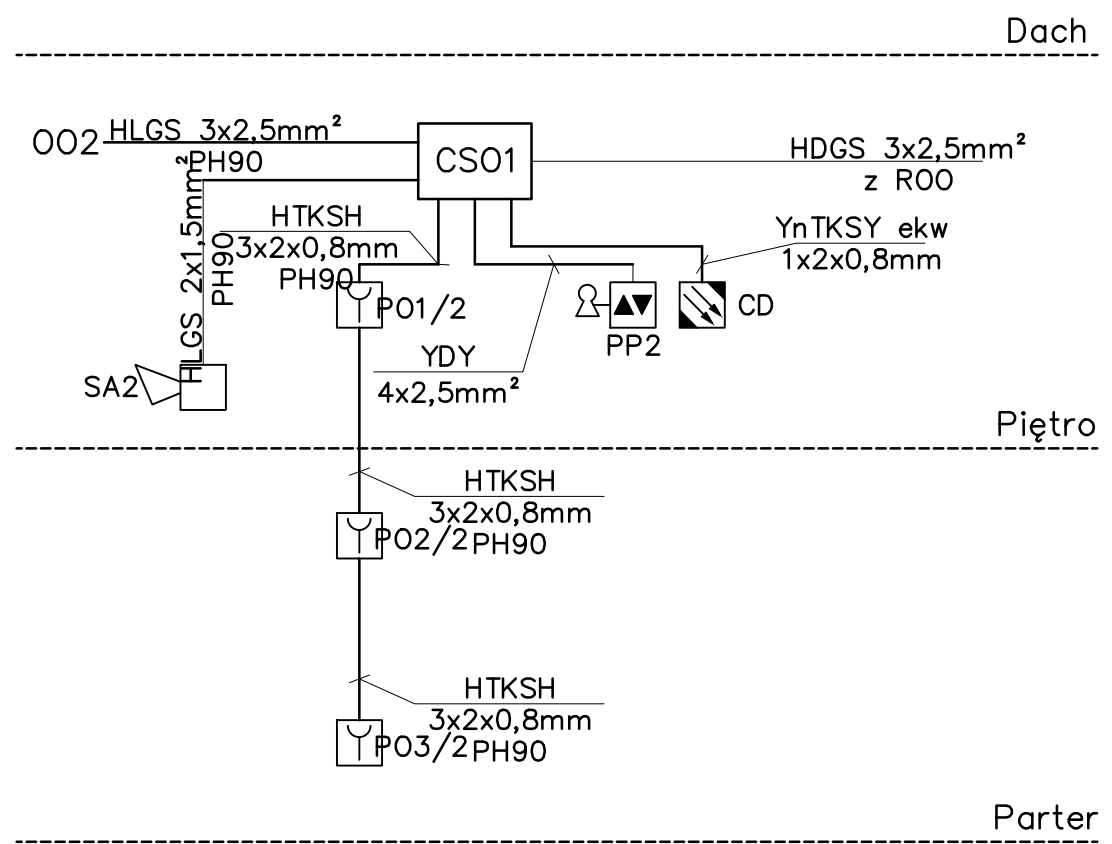 Dach
OO2
HLGS 3x2,5mm²
PH90
CSO1
HDGS 3x2,5mm²
z ROO
HLGS 2x1,5mm²
PH90
HTKSH
3x2x0,8mm
PH90
YnTKSY ekw
1x2x0,8mm
PO1/2
CD
PP2
YDY
4x2,5mm²
SA2
Piętro
HTKSH
3x2x0,8mm
PO2/2
PH90
HTKSH
3x2x0,8mm
PO3/2
PH90
Parter